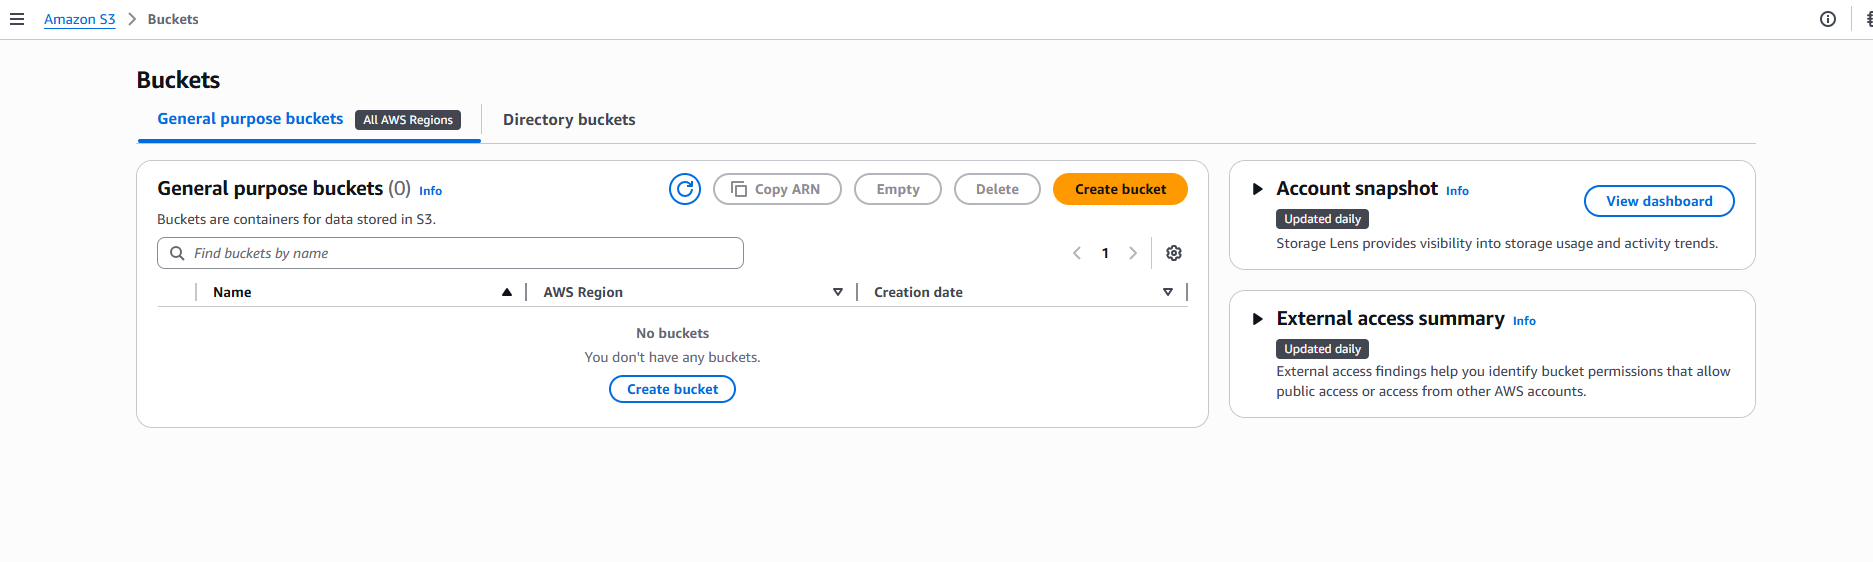 Amazon S3 > Buckets
Buckets
General purpose buckets All AWS Regions Directory buckets
General purpose buckets (0) Info
Copy ARN Empty Delete Create bucket
Buckets are containers for data stored in S3.
Find buckets by name
1
Name AWS Region Creation date
No buckets
You don't have any buckets.
Create bucket
Account snapshot Info
View dashboard
Updated daily
Storage Lens provides visibility into storage usage and activity trends.
External access summary Info
Updated daily
External access findings help you identify bucket permissions that allow
public access or access from other AWS accounts.